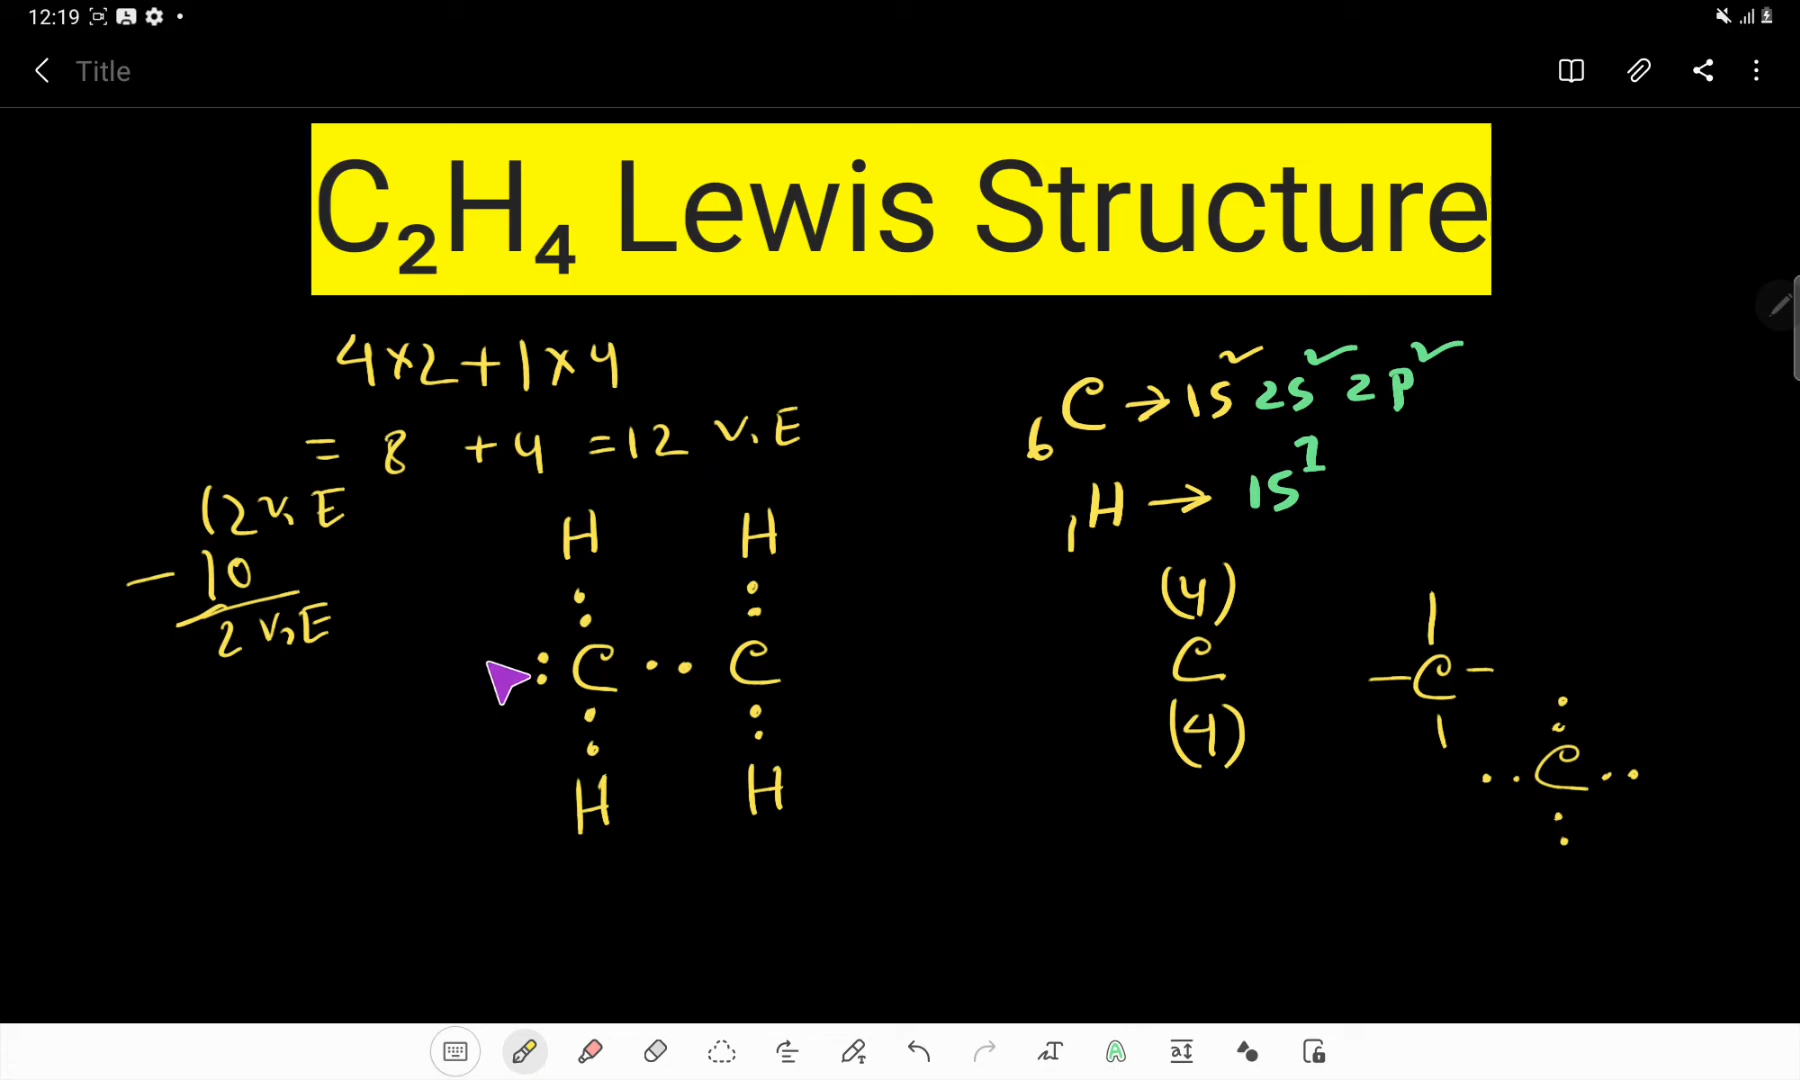 12:19
Title
C₂H₄ Lewis Structure
4×2+1×4
= 8 +4 =12 V.E
12 V.E
- 10
2 V.E
H H
:C··C
H H
₆C → 1S² 2S² 2P²
₁H → 1S¹
(4)
C
(4)
C
C